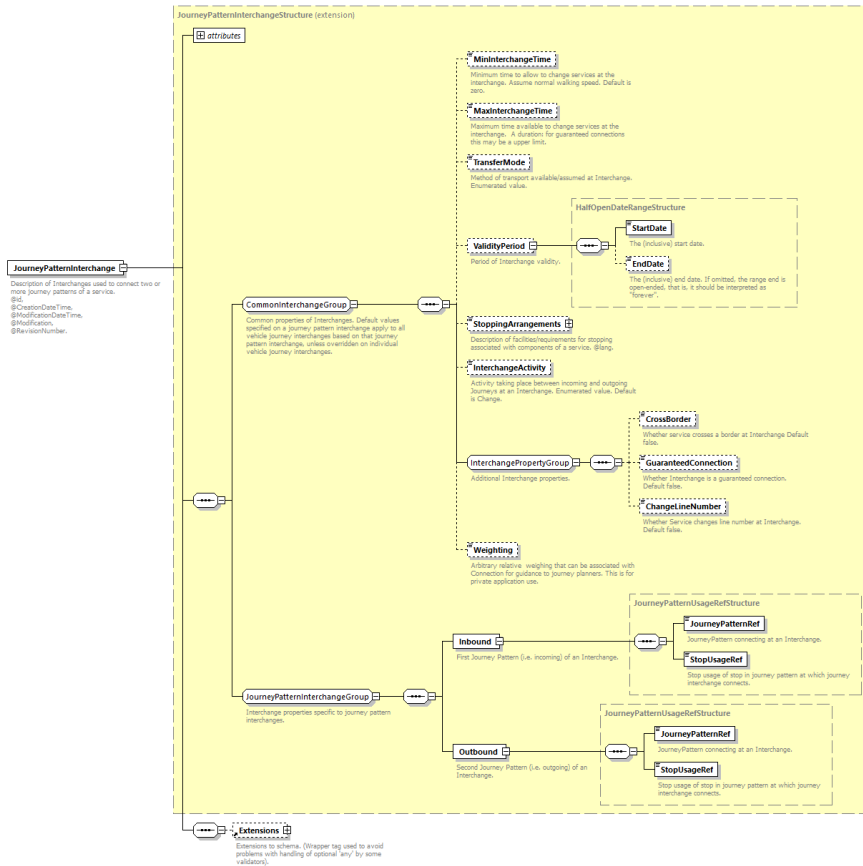 JourneyPatternInterchangeStructure (extension)
attributes
MinInterchangeTime
Minimum time to allow to change services at the
interchange. Assume normal walking speed. Default is
zero.
MaxInterchangeTime
Maximum time available to change services at the
interchange.  A duration: for guaranteed connections
this may be a upper limit.
TransferMode
Method of transport available/assumed at Interchange.
Enumerated value.
HalfOpenDateRangeStructure
StartDate
The (inclusive) start date.
ValidityPeriod
Period of Interchange validity.
EndDate
The (inclusive) end date. If omitted, the range end is
open-ended, that is, it should be interpreted as
"forever".
JourneyPatternInterchange
Description of Interchanges used to connect two or
more journey patterns of a service.
@id,
@CreationDateTime,
@ModificationDateTime,
@Modification,
@RevisionNumber.
CommonInterchangeGroup
Common properties of Interchanges. Default values
specified on a journey pattern interchange apply to all
vehicle journey interchanges based on that journey
pattern interchange, unless overridden on individual
vehicle journey interchanges.
StoppingArrangements
Description of facilities/requirements for stopping
associated with components of a service. @lang.
InterchangeActivity
Activity taking place between incoming and outgoing
Journeys at an Interchange. Enumerated value. Default
is Change.
CrossBorder
Whether service crosses a border at Interchange Default
false.
InterchangePropertyGroup
Additional Interchange properties.
GuaranteedConnection
Whether Interchange is a guaranteed connection.
Default false.
ChangeLineNumber
Whether Service changes line number at Interchange.
Default false.
Weighting
Arbitrary relative  weighing that can be associated with
Connection for guidance to journey planners. This is for
private application use.
JourneyPatternUsageRefStructure
JourneyPatternRef
JourneyPattern connecting at an Interchange.
Inbound
First Journey Pattern (i.e. incoming) of an Interchange.
StopUsageRef
Stop usage of stop in journey pattern at which journey
interchange connects.
JourneyPatternInterchangeGroup
Interchange properties specific to journey pattern
interchanges.
JourneyPatternUsageRefStructure
JourneyPatternRef
JourneyPattern connecting at an Interchange.
Outbound
Second Journey Pattern (i.e. outgoing) of an
Interchange.
StopUsageRef
Stop usage of stop in journey pattern at which journey
interchange connects.
Extensions
Extensions to schema. (Wrapper tag used to avoid
problems with handling of optional 'any' by some
validators).